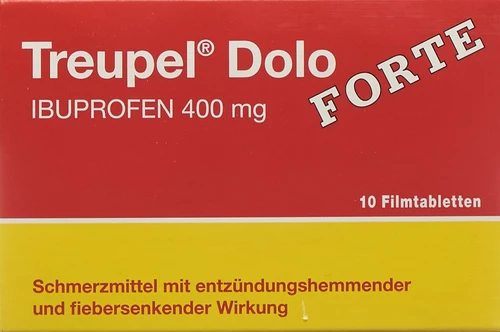 Treupel® Dolo
FORTE
IBUPROFEN 400 mg
10 Filmtabletten
Schmerzmittel mit entzündungshemmender
und fiebersenkender Wirkung